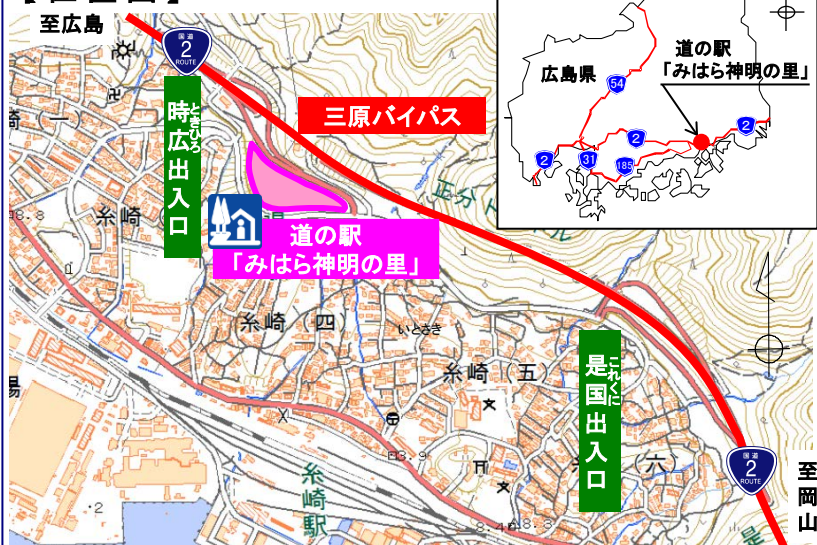 至広島
国道
2
ROUTE
時広出入口
ときひろ
三原バイパス
道の駅
「みはら神明の里」
広島県
54
2
31
185
2
2
道の駅
「みはら神明の里」
糸崎
糸崎(四)
いとさき
糸崎(五)
是国出入口
これくに
六
糸崎駅
国道
2
ROUTE
至岡山